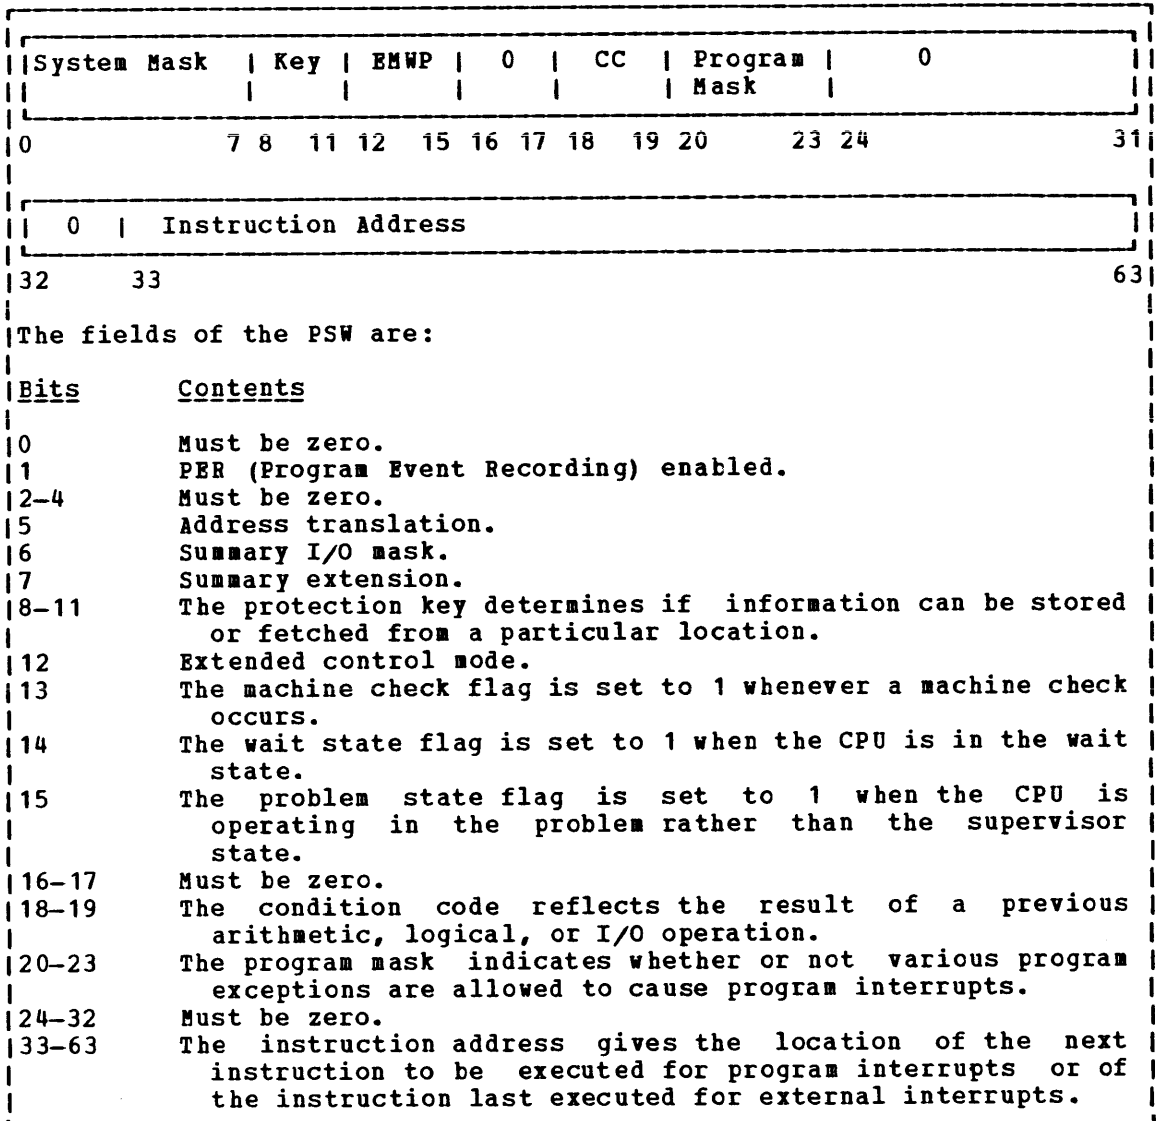 System Mask | Key | EMWP | 0 | CC | Program | 0
Mask
0 7 8 11 12 15 16 17 18 19 20 23 24 31
0 | Instruction Address
32 33 63
The fields of the PSW are:
Bits Contents
0 Must be zero.
1 PER (Program Event Recording) enabled.
2-4 Must be zero.
5 Address translation.
6 Summary I/O mask.
7 Summary extension.
8-11 The protection key determines if information can be stored
or fetched from a particular location.
12 Extended control mode.
13 The machine check flag is set to 1 whenever a machine check
occurs.
14 The wait state flag is set to 1 when the CPU is in the wait
state.
15 The problem state flag is set to 1 when the CPU is
operating in the problem rather than the supervisor
state.
16-17 Must be zero.
18-19 The condition code reflects the result of a previous
arithmetic, logical, or I/O operation.
20-23 The program mask indicates whether or not various program
exceptions are allowed to cause program interrupts.
24-32 Must be zero.
33-63 The instruction address gives the location of the next
instruction to be executed for program interrupts or of
the instruction last executed for external interrupts.